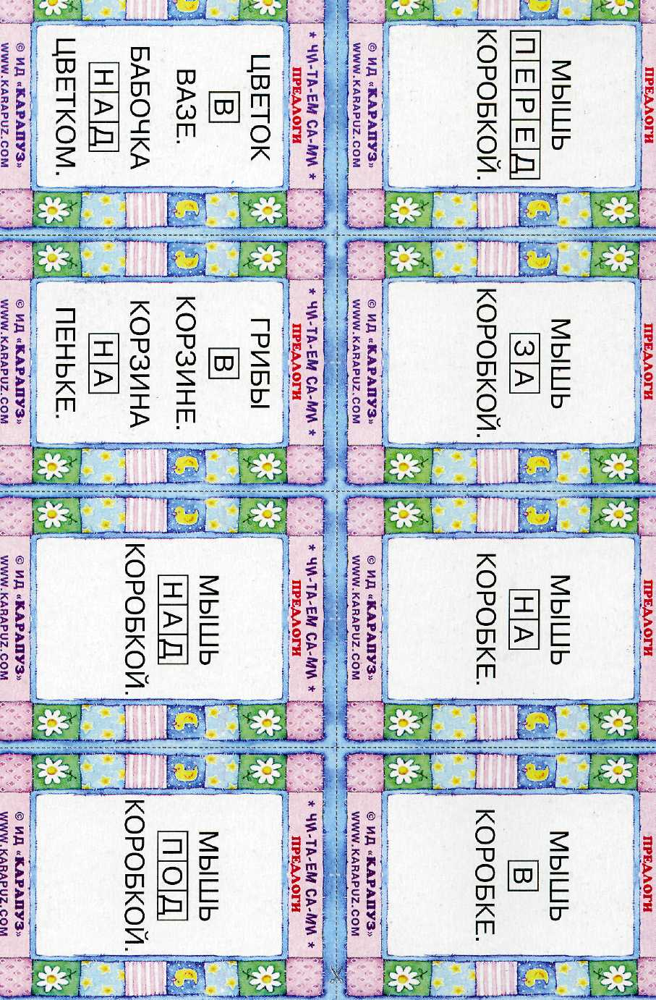 ПРЕДЛОГИ
МЫШЬ
ПЕРЕД
КОРОБКОЙ.
© ИД «КАРАПУЗ»
WWW.KARAPUZ.COM
ПРЕДЛОГИ
МЫШЬ
ЗА
КОРОБКОЙ.
© ИД «КАРАПУЗ»
WWW.KARAPUZ.COM
ПРЕДЛОГИ
МЫШЬ
НА
КОРОБКЕ.
© ИД «КАРАПУЗ»
WWW.KARAPUZ.COM
ПРЕДЛОГИ
МЫШЬ
В
КОРОБКЕ.
© ИД «КАРАПУЗ»
WWW.KARAPUZ.COM
* ЧИ-ТА-ЕМ СА-МИ *
ПРЕДЛОГИ
ЦВЕТОК
В
ВАЗЕ.
БАБОЧКА
НАД
ЦВЕТКОМ.
© ИД «КАРАПУЗ»
WWW.KARAPUZ.COM
* ЧИ-ТА-ЕМ СА-МИ *
ПРЕДЛОГИ
ГРИБЫ
В
КОРЗИНЕ.
КОРЗИНА
НА
ПЕНЬКЕ.
© ИД «КАРАПУЗ»
WWW.KARAPUZ.COM
* ЧИ-ТА-ЕМ СА-МИ *
ПРЕДЛОГИ
МЫШЬ
НАД
КОРОБКОЙ.
© ИД «КАРАПУЗ»
WWW.KARAPUZ.COM
* ЧИ-ТА-ЕМ СА-МИ *
ПРЕДЛОГИ
МЫШЬ
ПОД
КОРОБКОЙ.
© ИД «КАРАПУЗ»
WWW.KARAPUZ.COM